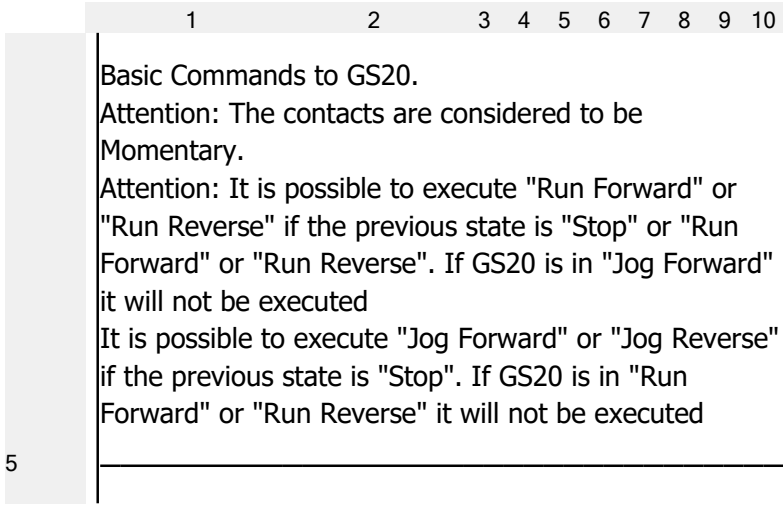 1 2 3 4 5 6 7 8 9 10
Basic Commands to GS20.
Attention: The contacts are considered to be
Momentary.
Attention: It is possible to execute "Run Forward" or
"Run Reverse" if the previous state is "Stop" or "Run
Forward" or "Run Reverse". If GS20 is in "Jog Forward"
it will not be executed
It is possible to execute "Jog Forward" or "Jog Reverse"
if the previous state is "Stop". If GS20 is in "Run
Forward" or "Run Reverse" it will not be executed
5